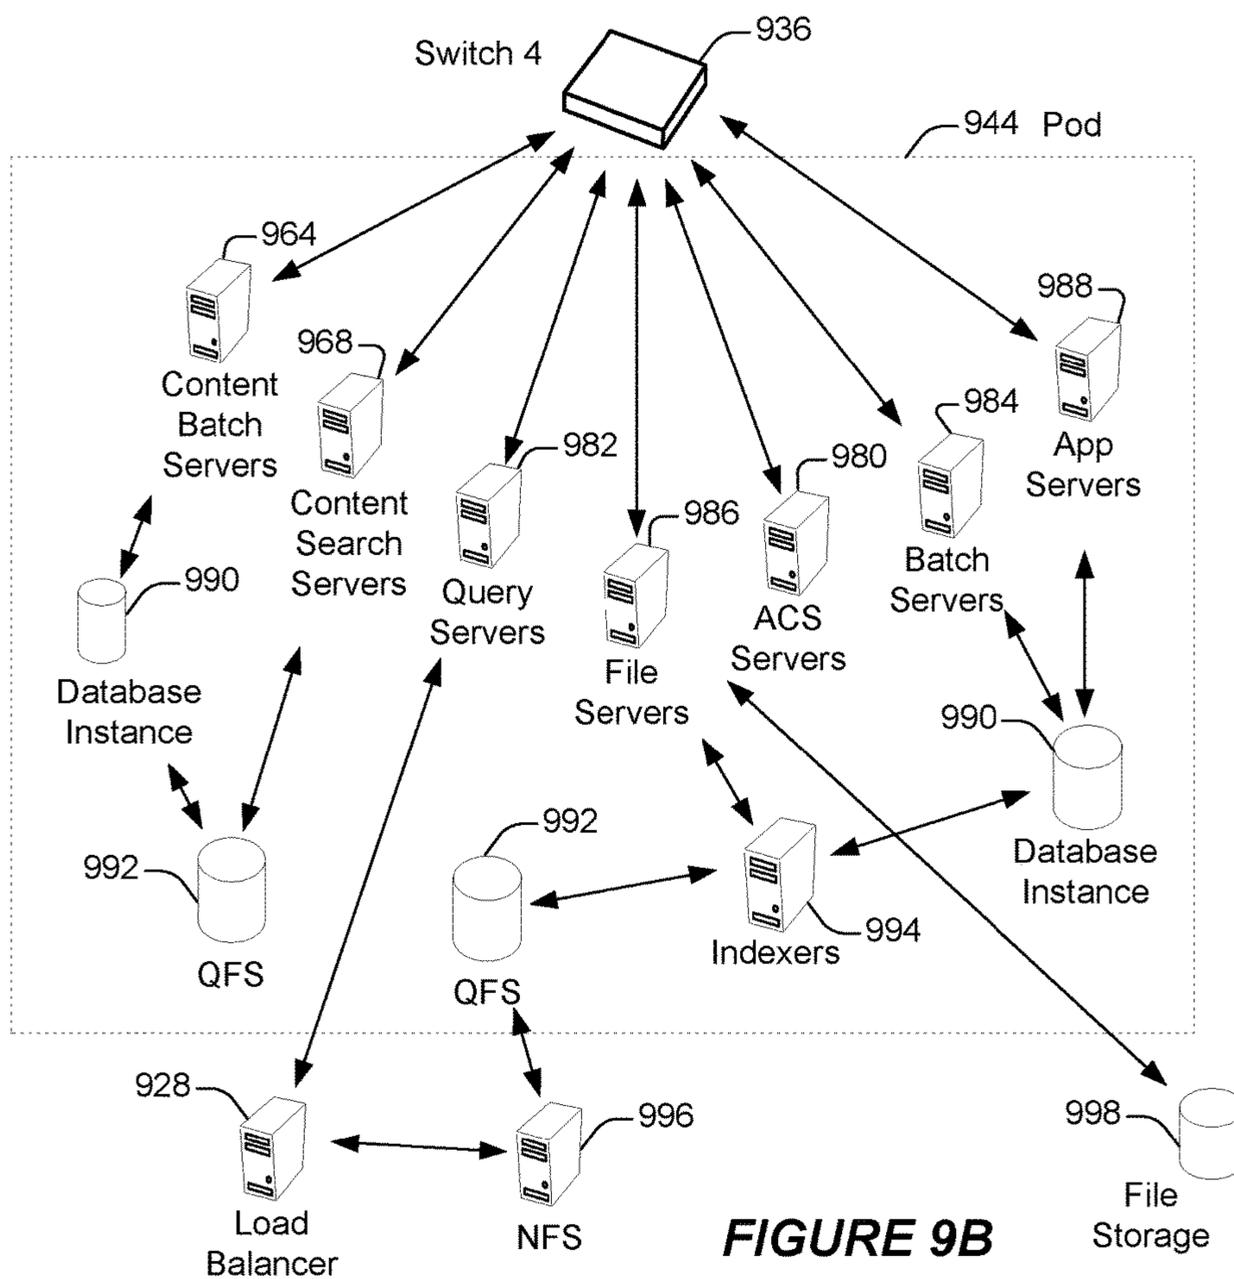 936
Switch 4
944 Pod
964
988
968
Content
Batch
Servers
984
982
980
App
Servers
Content
Search
Servers
986
Batch
Servers
990
Query
Servers
ACS
Servers
File
Servers
Database
Instance
990
992
992
Database
Instance
994
Indexers
QFS
QFS
928
996
998
File
Storage
Load
Balancer
NFS
FIGURE 9B